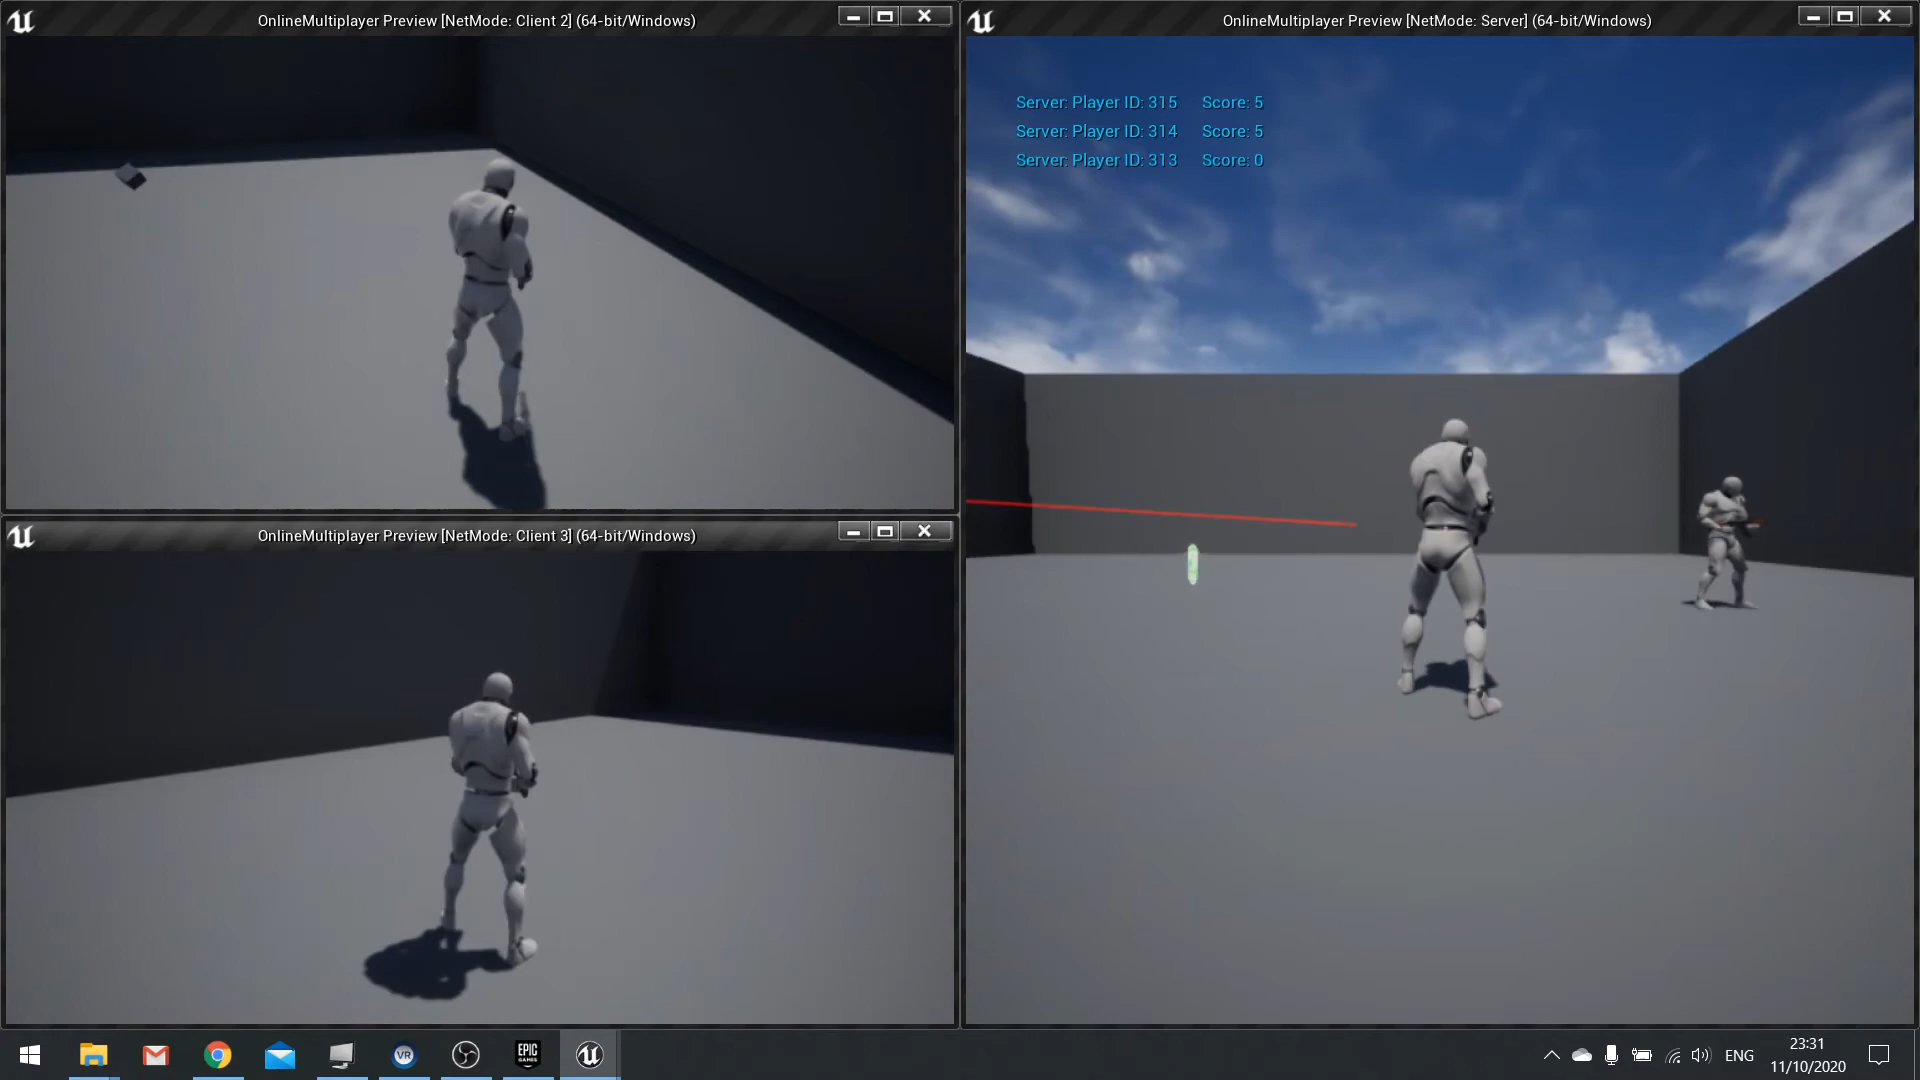 OnlineMultiplayer Preview [NetMode: Client 2] (64-bit/Windows)
OnlineMultiplayer Preview [NetMode: Server] (64-bit/Windows)
Server: Player ID: 315 Score: 5
Server: Player ID: 314 Score: 5
Server: Player ID: 313 Score: 0
OnlineMultiplayer Preview [NetMode: Client 3] (64-bit/Windows)
VR
EPIC
GAMES
ENG
23:31
11/10/2020